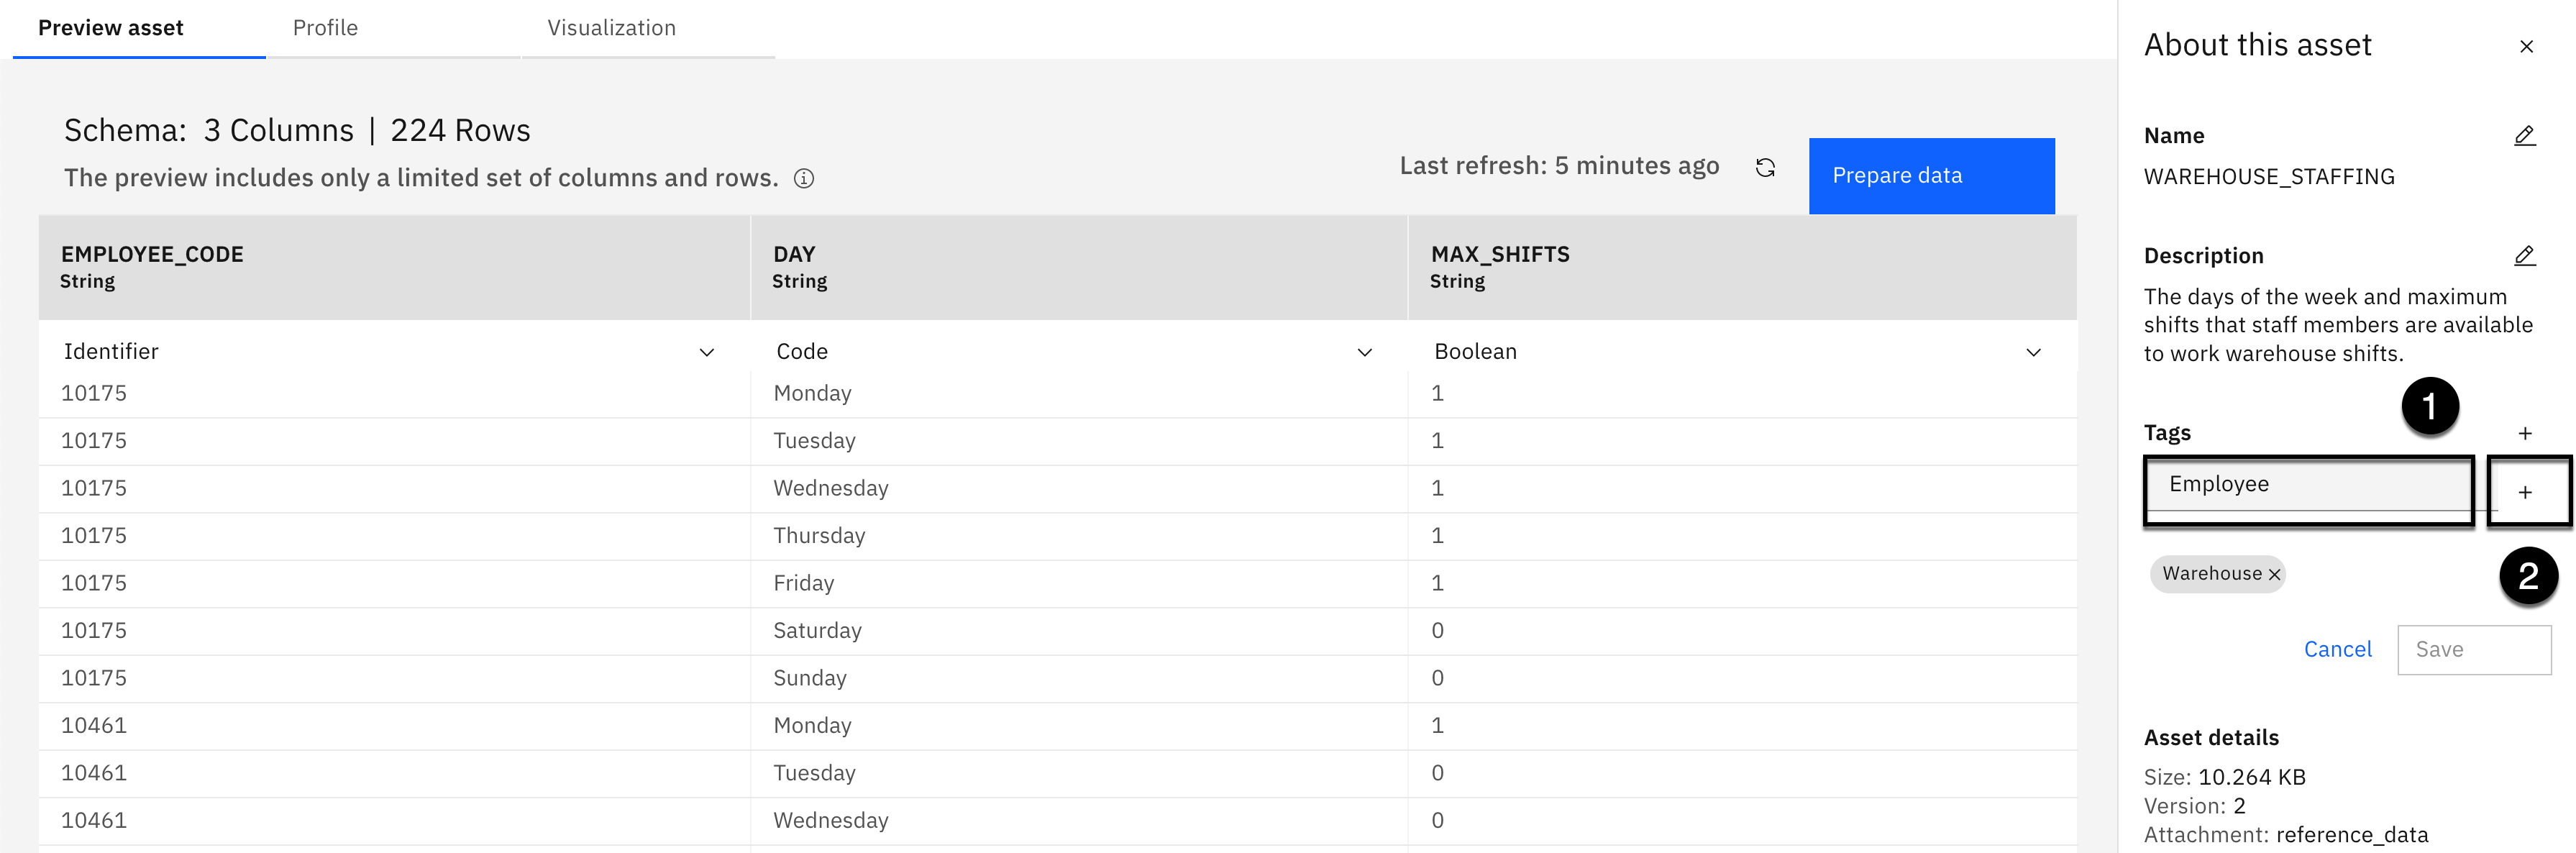 Preview asset Profile Visualization
Schema: 3 Columns | 224 Rows
The preview includes only a limited set of columns and rows.
Last refresh: 5 minutes ago
Prepare data
EMPLOYEE_CODE DAY MAX_SHIFTS
String String String
Identifier Code Boolean
10175 Monday 1
10175 Tuesday 1
10175 Wednesday 1
10175 Thursday 1
10175 Friday 1
10175 Saturday 0
10175 Sunday 0
10461 Monday 1
10461 Tuesday 0
10461 Wednesday 0
About this asset
Name
WAREHOUSE_STAFFING
Description
The days of the week and maximum
shifts that staff members are available
to work warehouse shifts.
1
Tags +
Employee +
Warehouse
2
Cancel Save
Asset details
Size: 10.264 KB
Version: 2
Attachment: reference_data